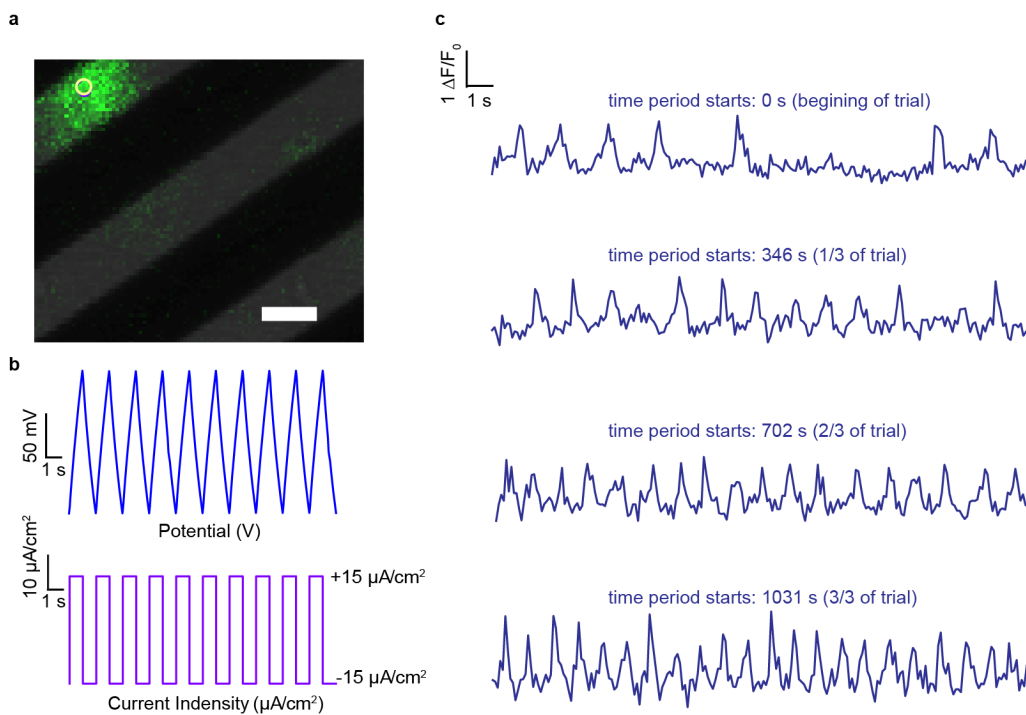 a
b
50 mV
1 s
Potential (V)
10 µA/cm²
1 s
+15 µA/cm²
-15 µA/cm²
Current Indensity (µA/cm²)
c
1 ΔF/F₀
1 s
time period starts: 0 s (begining of trial)
time period starts: 346 s (1/3 of trial)
time period starts: 702 s (2/3 of trial)
time period starts: 1031 s (3/3 of trial)